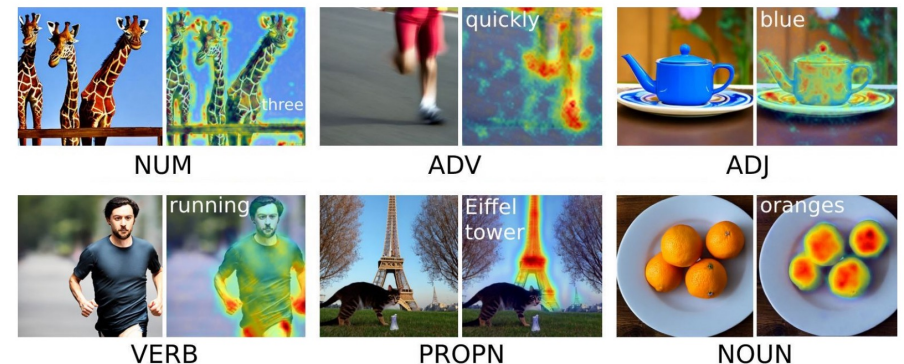 three
quickly
blue
NUM
ADV
ADJ
running
Eiffel
tower
oranges
VERB
PROPN
NOUN